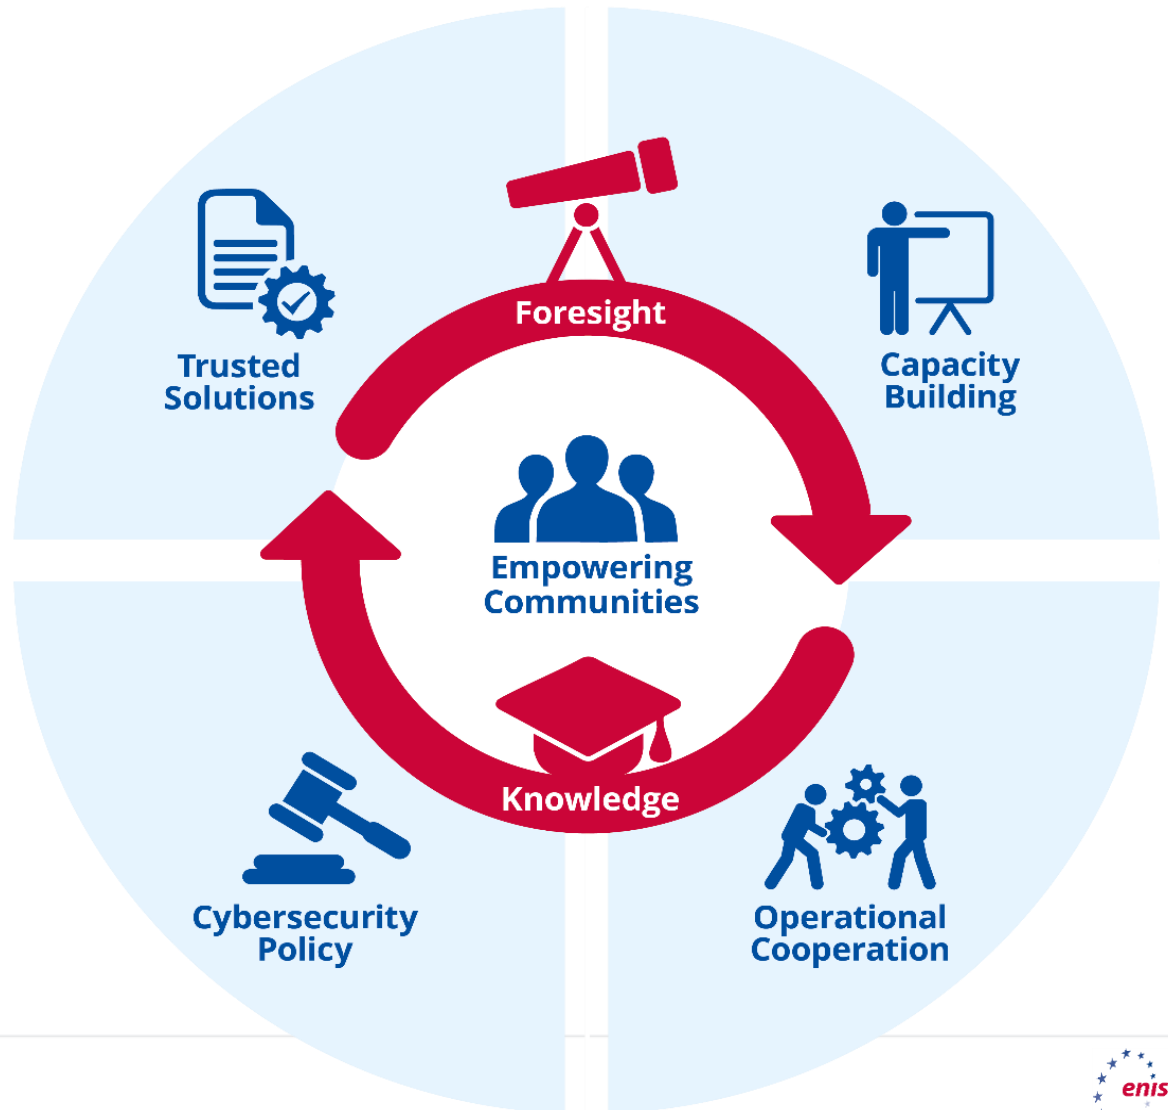 Foresight
Trusted
Solutions
Capacity
Building
Empowering
Communities
Knowledge
Cybersecurity
Policy
Operational
Cooperation
enis